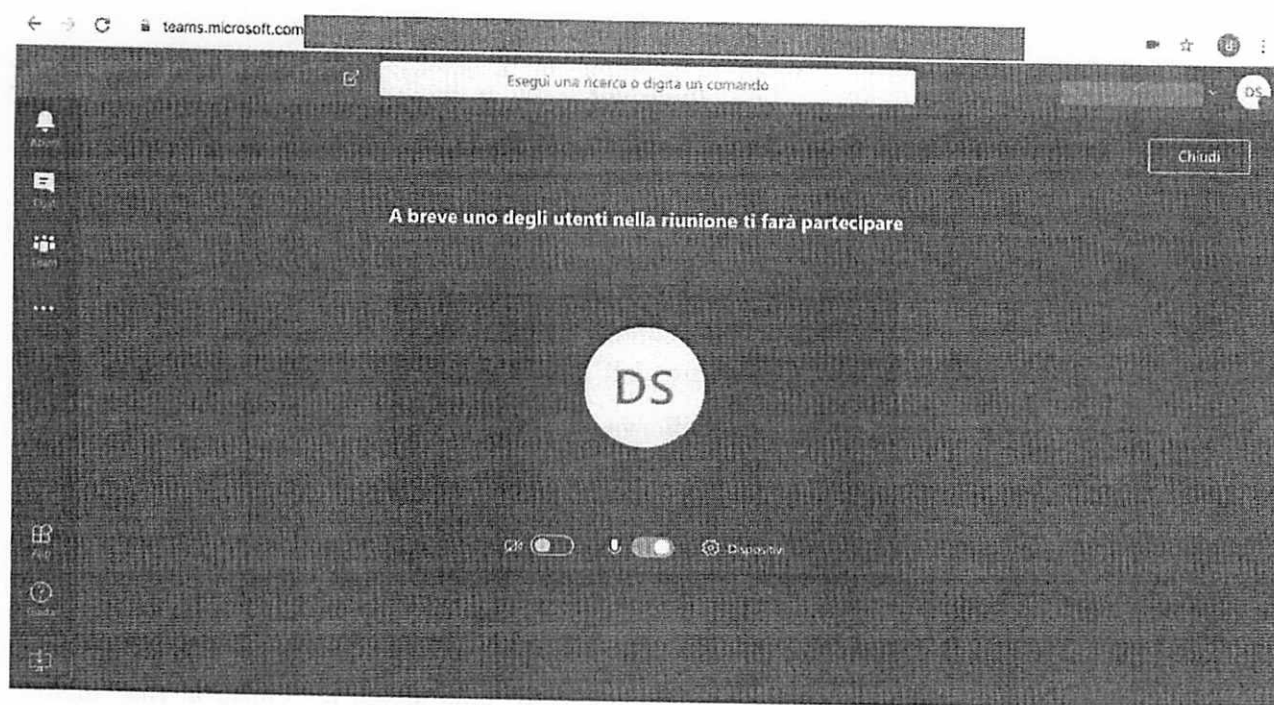 teams.microsoft.com
Esegui una ricerca o digita un comando
DS
Chiudi
A breve uno degli utenti nella riunione ti farà partecipare
DS
Dispositivi